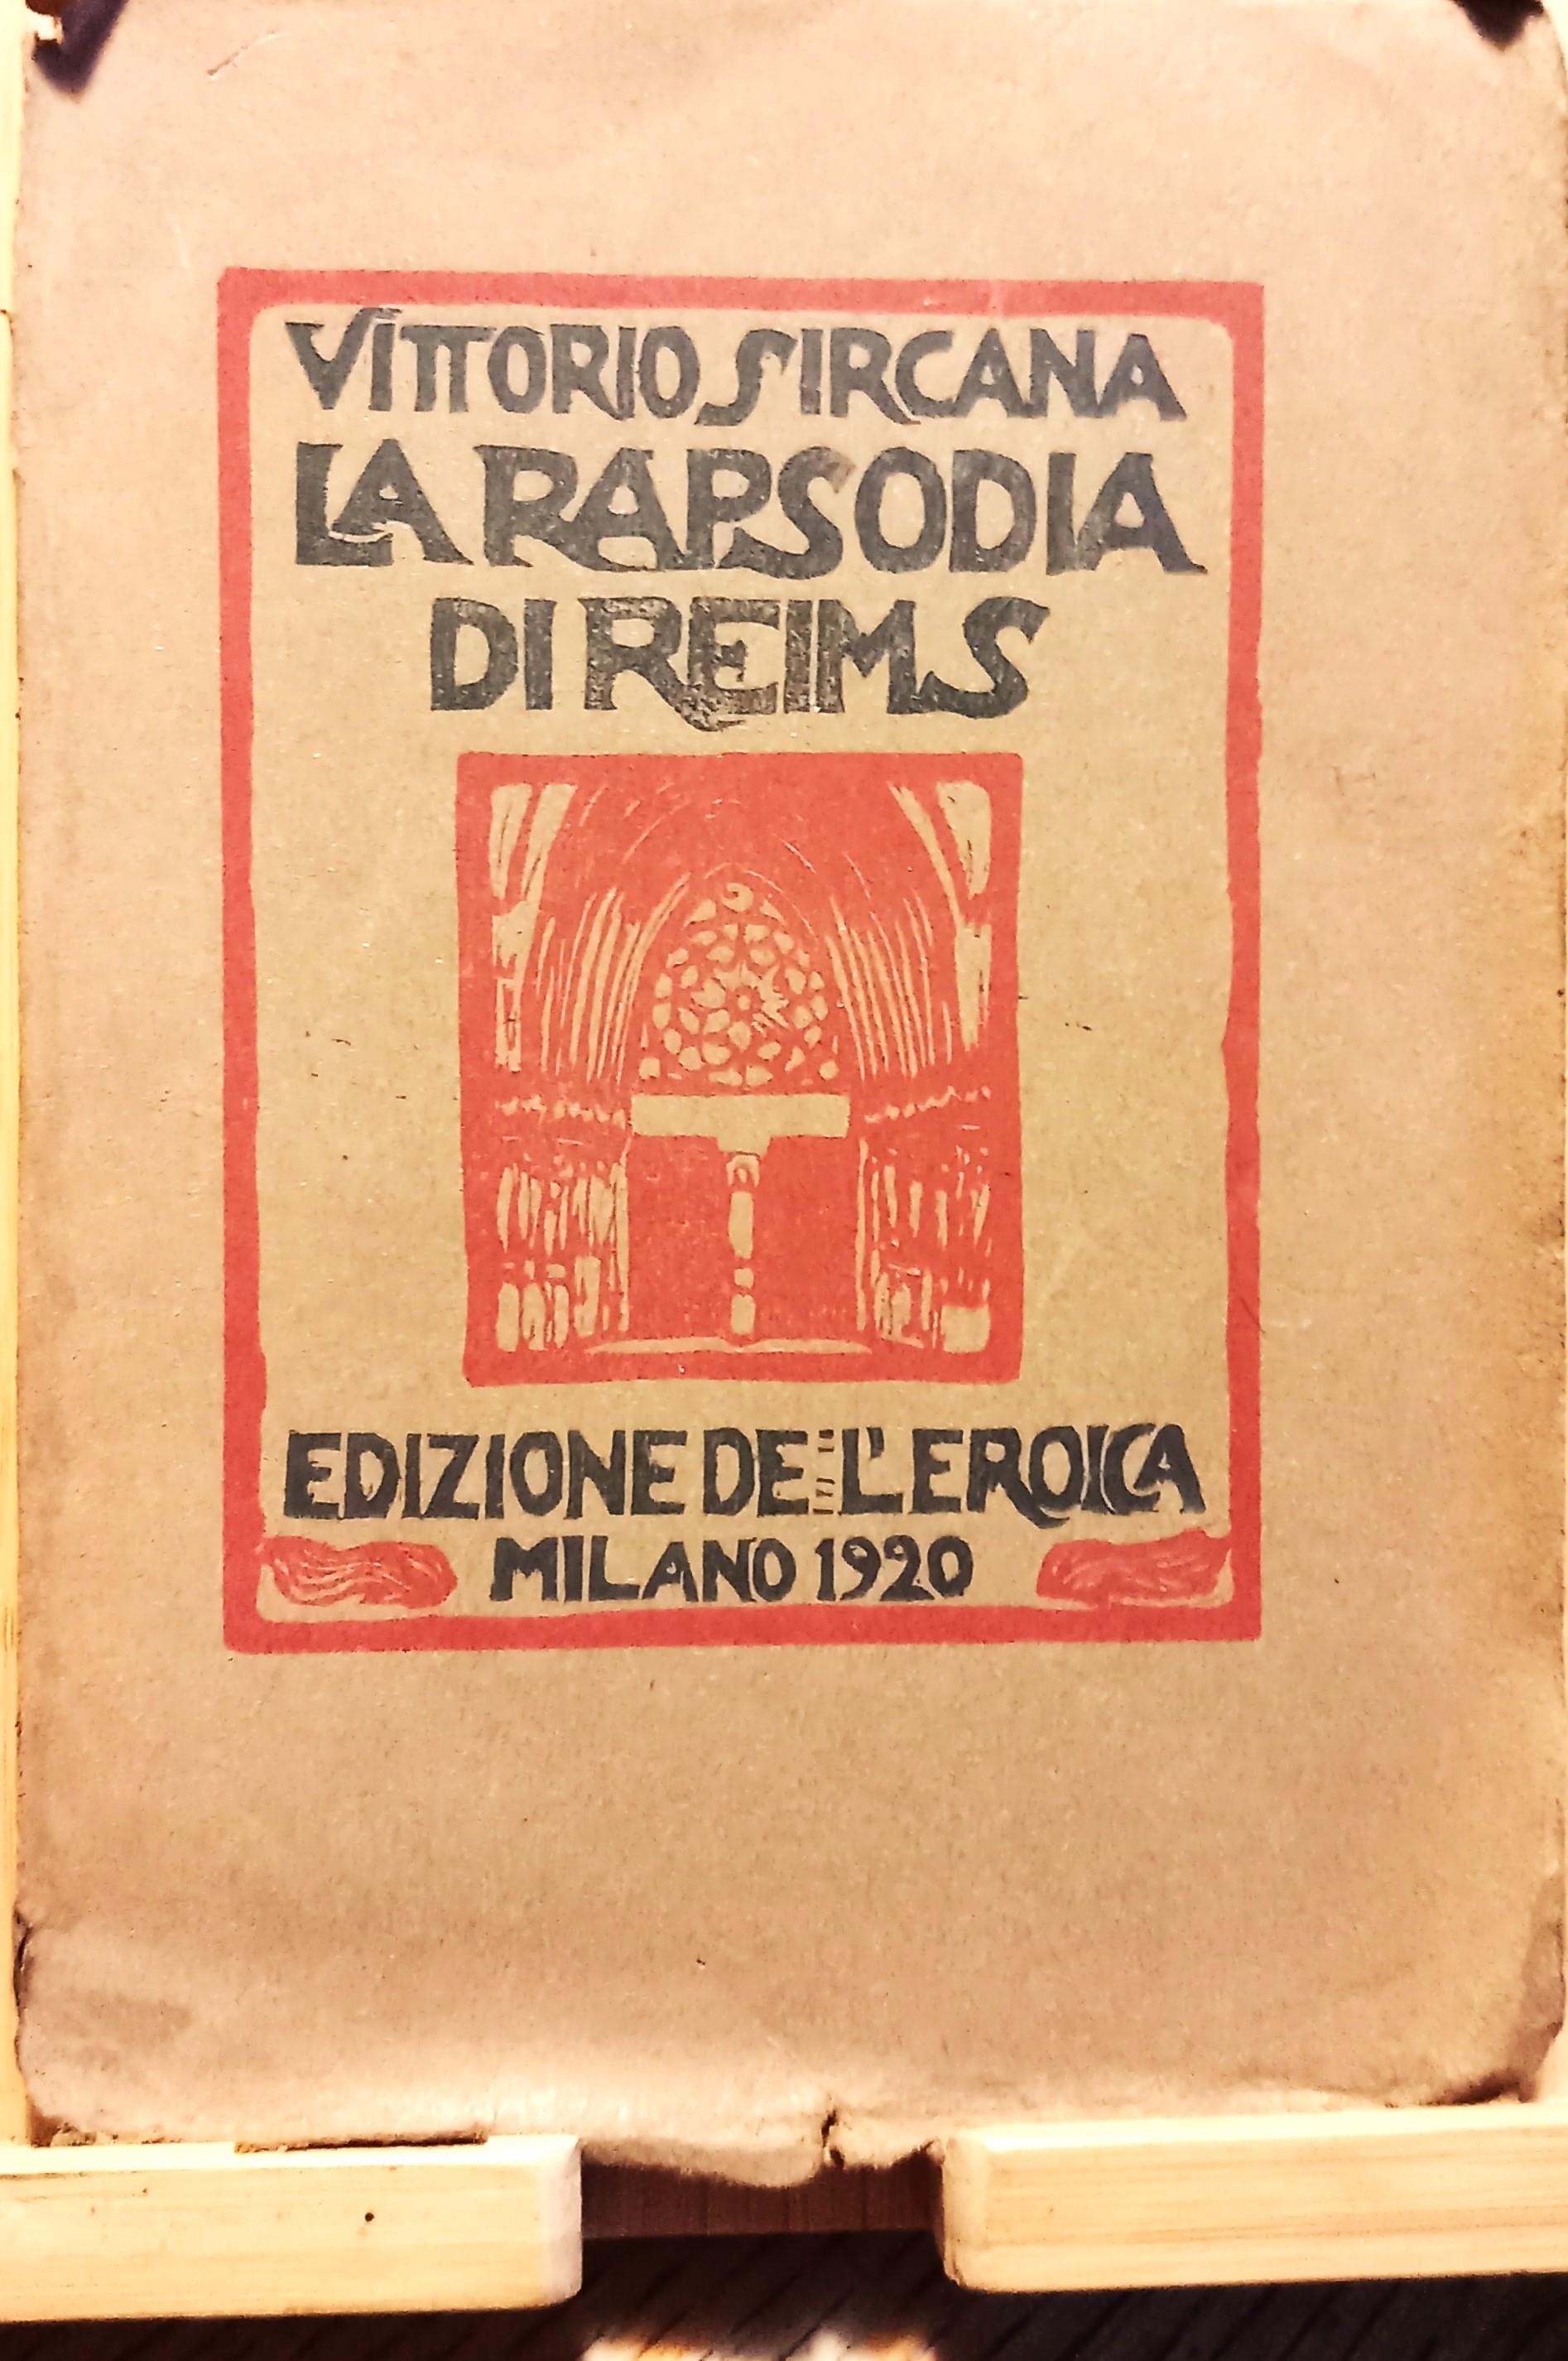 VITTORIO SIRCANA
LA RAPSODIA
DI REIMS
EDIZIONE DE L'EROICA
MILANO 1920